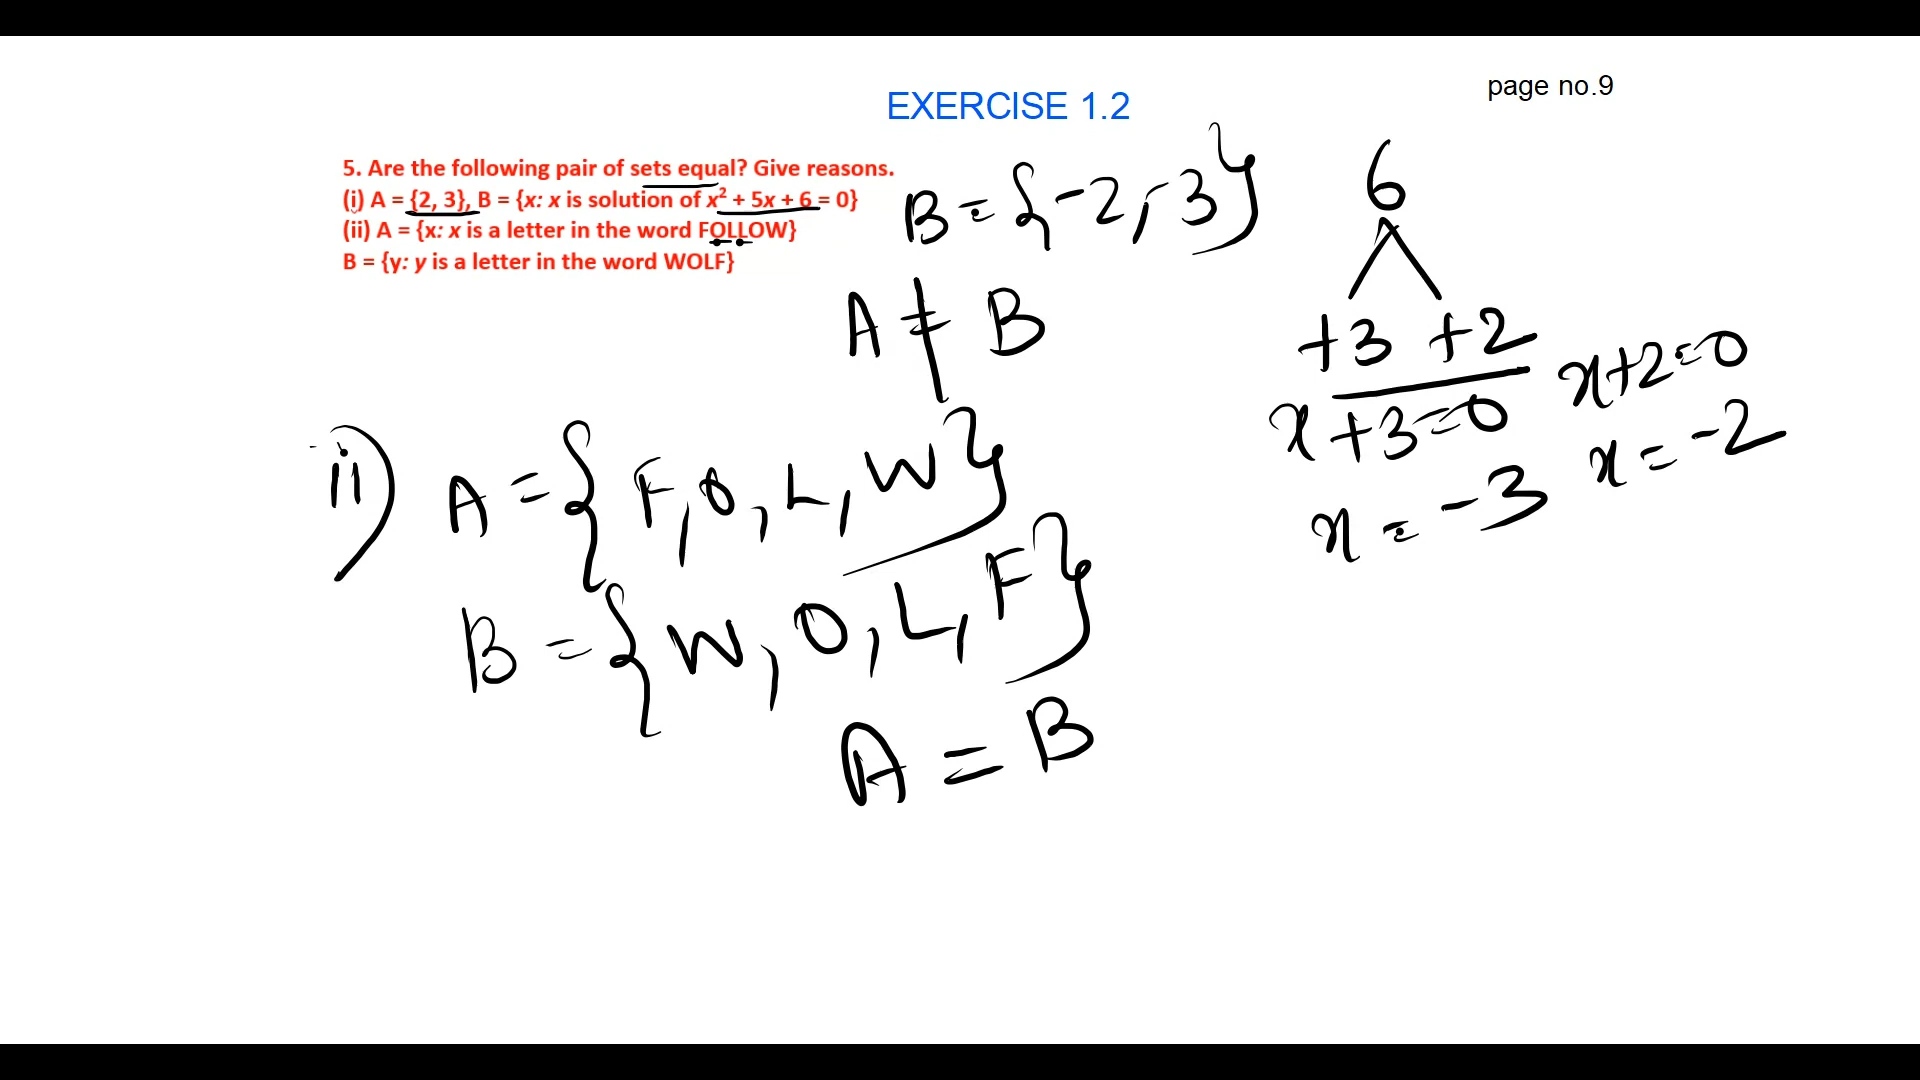 page no.9
EXERCISE 1.2
5. Are the following pair of sets equal? Give reasons.
(i) A = {2, 3}, B = {x: x is solution of x² + 5x + 6 = 0}
(ii) A = {x: x is a letter in the word FOLLOW}
B = {y: y is a letter in the word WOLF}
B = {-2, -3}
A ≠ B
6
+3 +2
x+3=0
x = -3
x+2=0
x = -2
ii) A = {F, O, L, W}
B = {W, O, L, F}
A = B